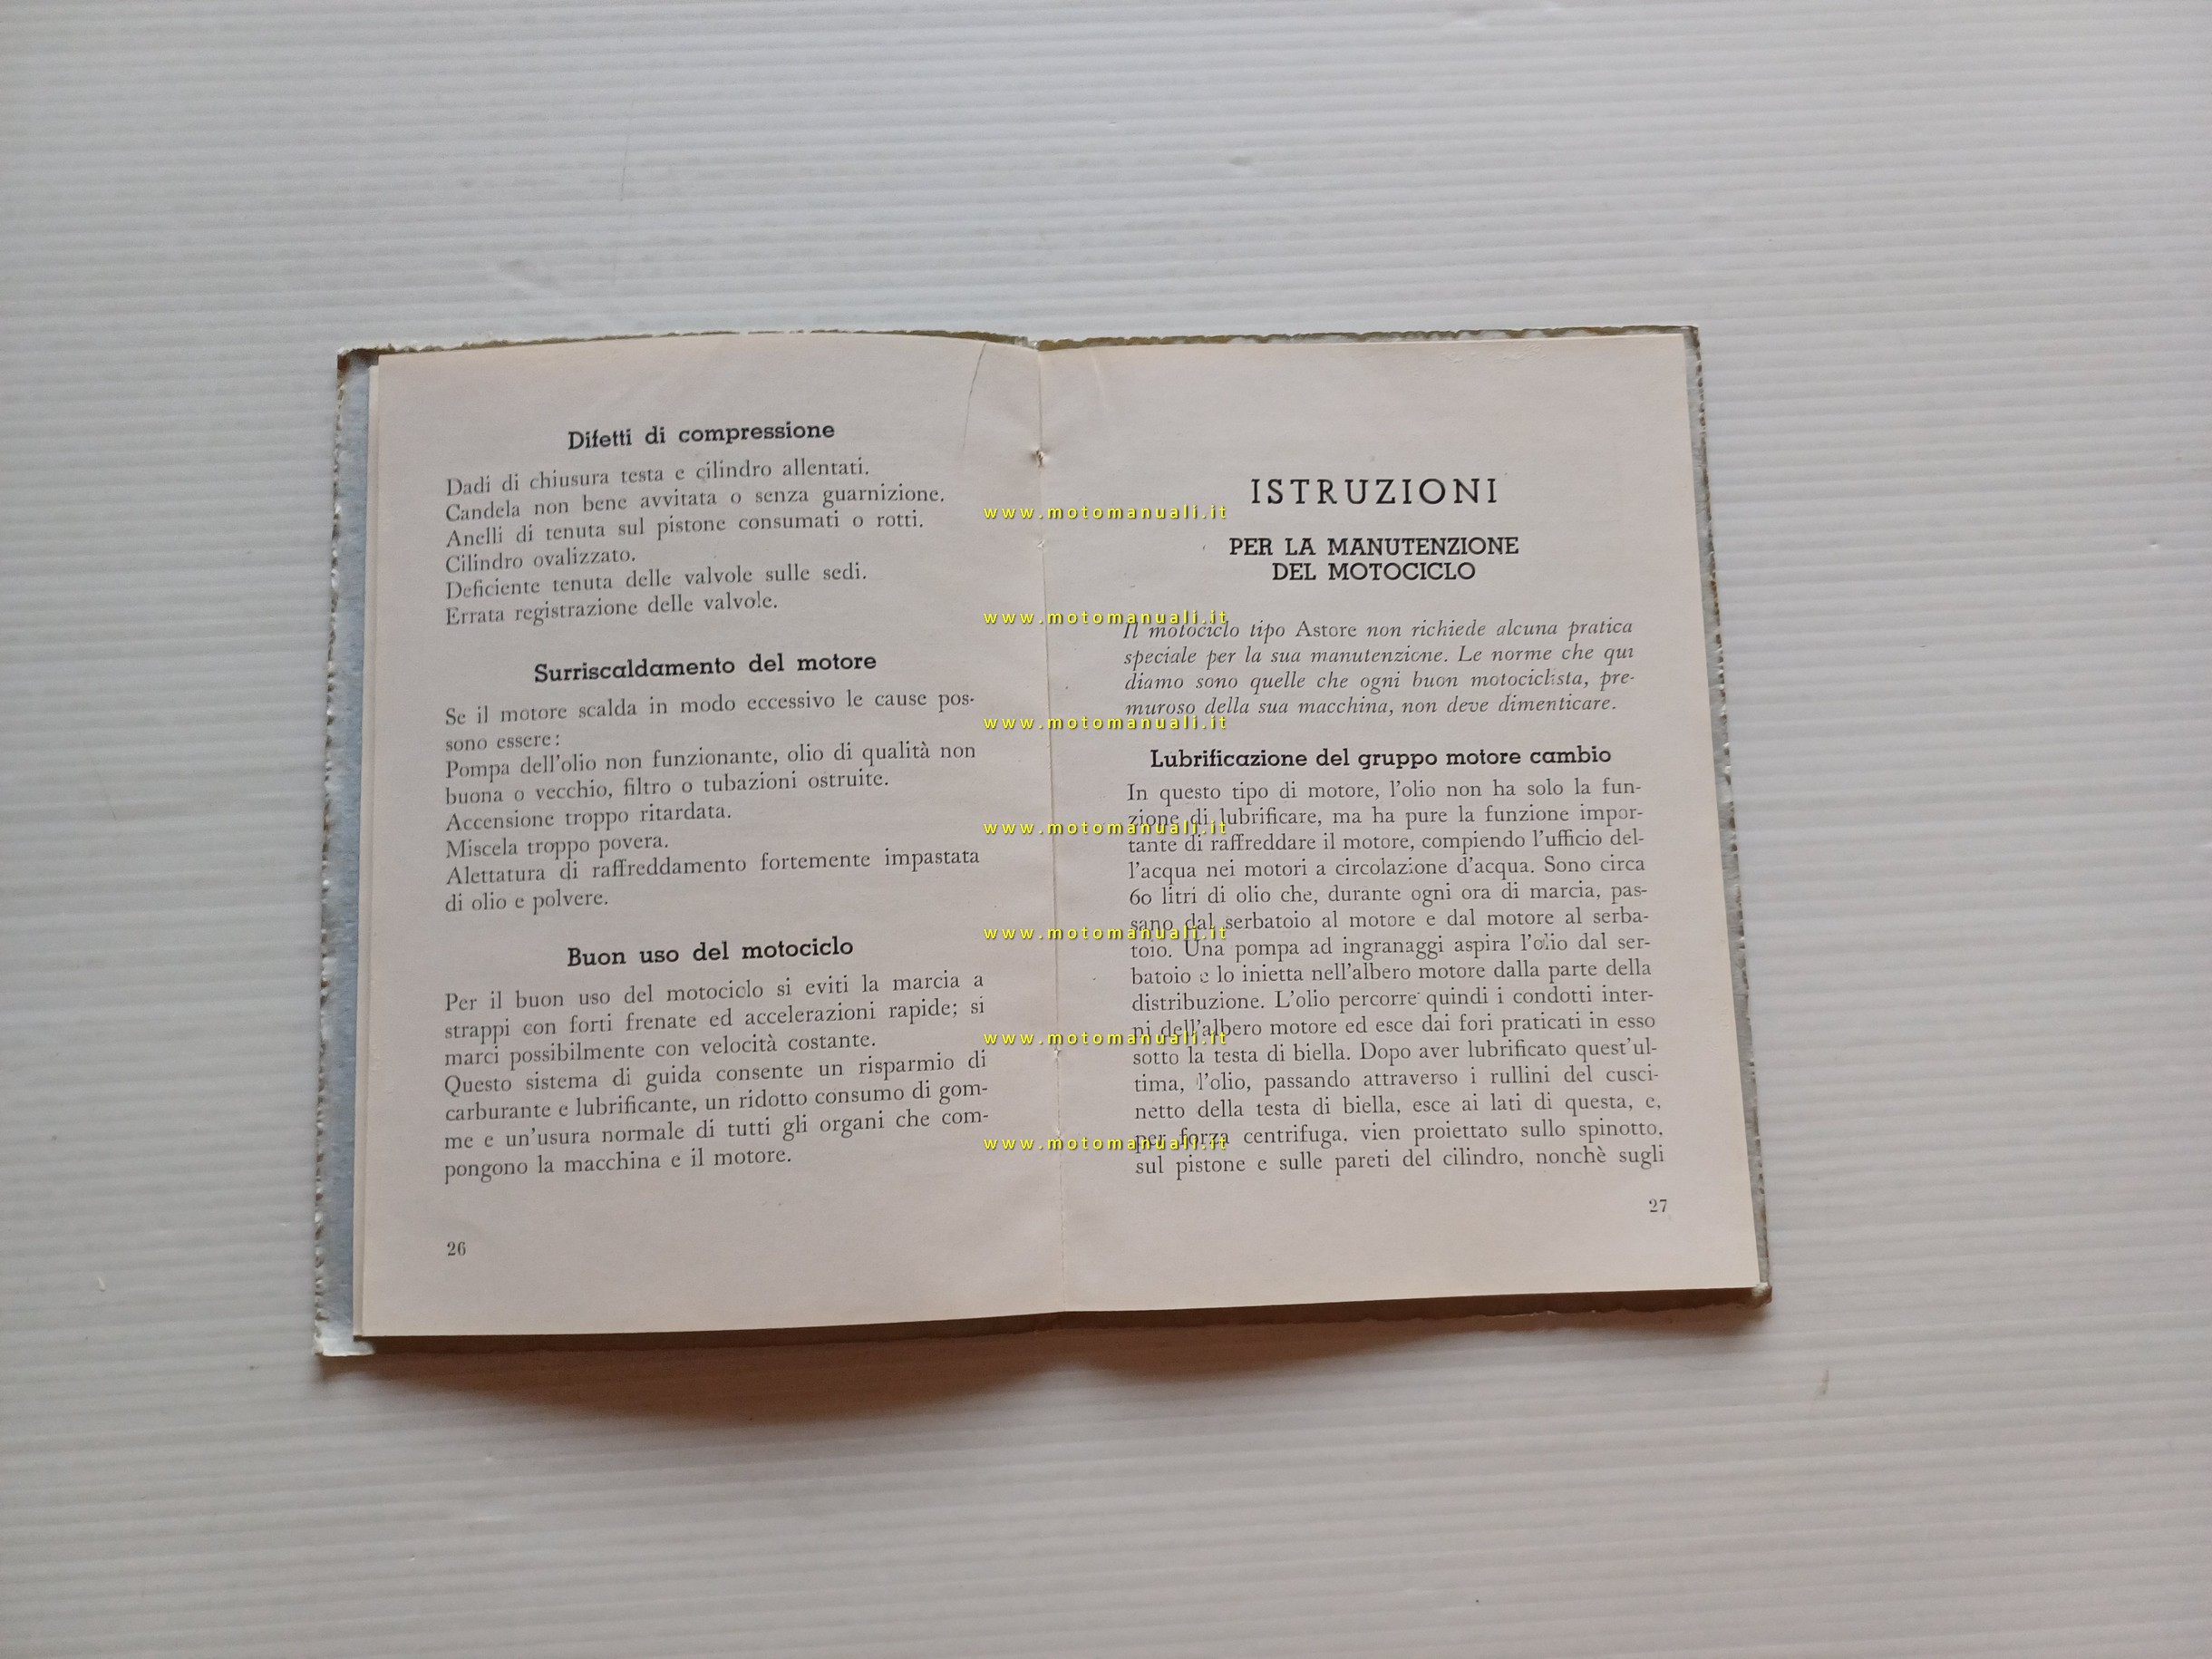 Difetti di compressione
Dadi di chiusura testa e cilindro allentati.
Candela non bene avvitata o senza guarnizione.
Anelli di tenuta sul pistone consumati o rotti.
Cilindro ovalizzato.
Deficiente tenuta delle valvole sulle sedi.
Errata registrazione delle valvole.
Surriscaldamento del motore
Se il motore scalda in modo eccessivo le cause pos-
sono essere:
Pompa dell'olio non funzionante, olio di qualità non
buona o vecchio, filtro o tubazioni ostruite.
Accensione troppo ritardata.
Miscela troppo povera.
Alettatura di raffreddamento fortemente impastata
di olio e polvere.
Buon uso del motociclo
Per il buon uso del motociclo si eviti la marcia a
strappi con forti frenate ed accelerazioni rapide; si
marci possibilmente con velocità costante.
Questo sistema di guida consente un risparmio di
carburante e lubrificante, un ridotto consumo di gom-
me e un'usura normale di tutti gli organi che com-
pongono la macchina e il motore.
26
ISTRUZIONI
PER LA MANUTENZIONE
DEL MOTOCICLO
Il motociclo tipo Astore non richiede alcuna pratica
speciale per la sua manutenzione. Le norme che qui
diamo sono quelle che ogni buon motociclista, pre-
muroso della sua macchina, non deve dimenticare.
Lubrificazione del gruppo motore cambio
In questo tipo di motore, l'olio non ha solo la fun-
zione di lubrificare, ma ha pure la funzione impor-
tante di raffreddare il motore, compiendo l'ufficio del-
l'acqua nei motori a circolazione d'acqua. Sono circa
60 litri di olio che, durante ogni ora di marcia, pas-
sano dal serbatoio al motore e dal motore al serba-
toio. Una pompa ad ingranaggi aspira l'olio dal ser-
batoio e lo inietta nell'albero motore dalla parte della
distribuzione. L'olio percorre quindi i condotti inter-
ni dell'albero motore ed esce dai fori praticati in esso
sotto la testa di biella. Dopo aver lubrificato quest'ul-
tima, l'olio, passando attraverso i rullini del cusci-
netto della testa di biella, esce ai lati di questa, e,
per forza centrifuga, vien proiettato sullo spinotto,
sul pistone e sulle pareti del cilindro, nonchè sugli
27
www.motomanuali.it
www.motomanuali.it
www.motomanuali.it
www.motomanuali.it
www.motomanuali.it
www.motomanuali.it
www.motomanuali.it